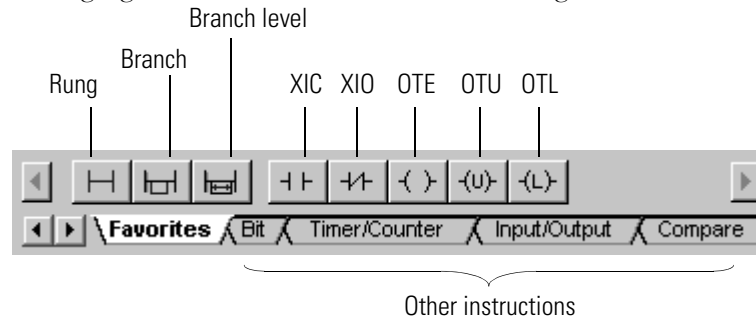 Branch level
Branch
Rung
XIC XIO OTE OTU OTL
(U) (L)
Favorites Bit Timer/Counter Input/Output Compare
Other instructions